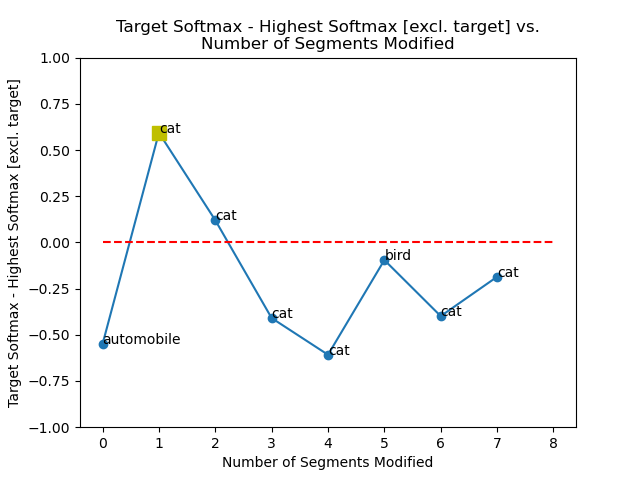 Target Softmax - Highest Softmax [excl. target] vs.
Number of Segments Modified
Target Softmax - Highest Softmax [excl. target]
1.00
0.75
0.50
0.25
0.00
−0.25
−0.50
−0.75
−1.00
automobile
cat
cat
cat
cat
bird
cat
cat
0 1 2 3 4 5 6 7 8
Number of Segments Modified